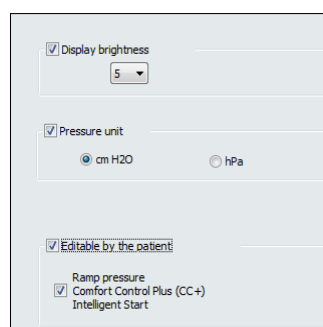 Display brightness
5
Pressure unit
cm H2O
hPa
Editable by the patient
Ramp pressure
Comfort Control Plus (CC+)
Intelligent Start